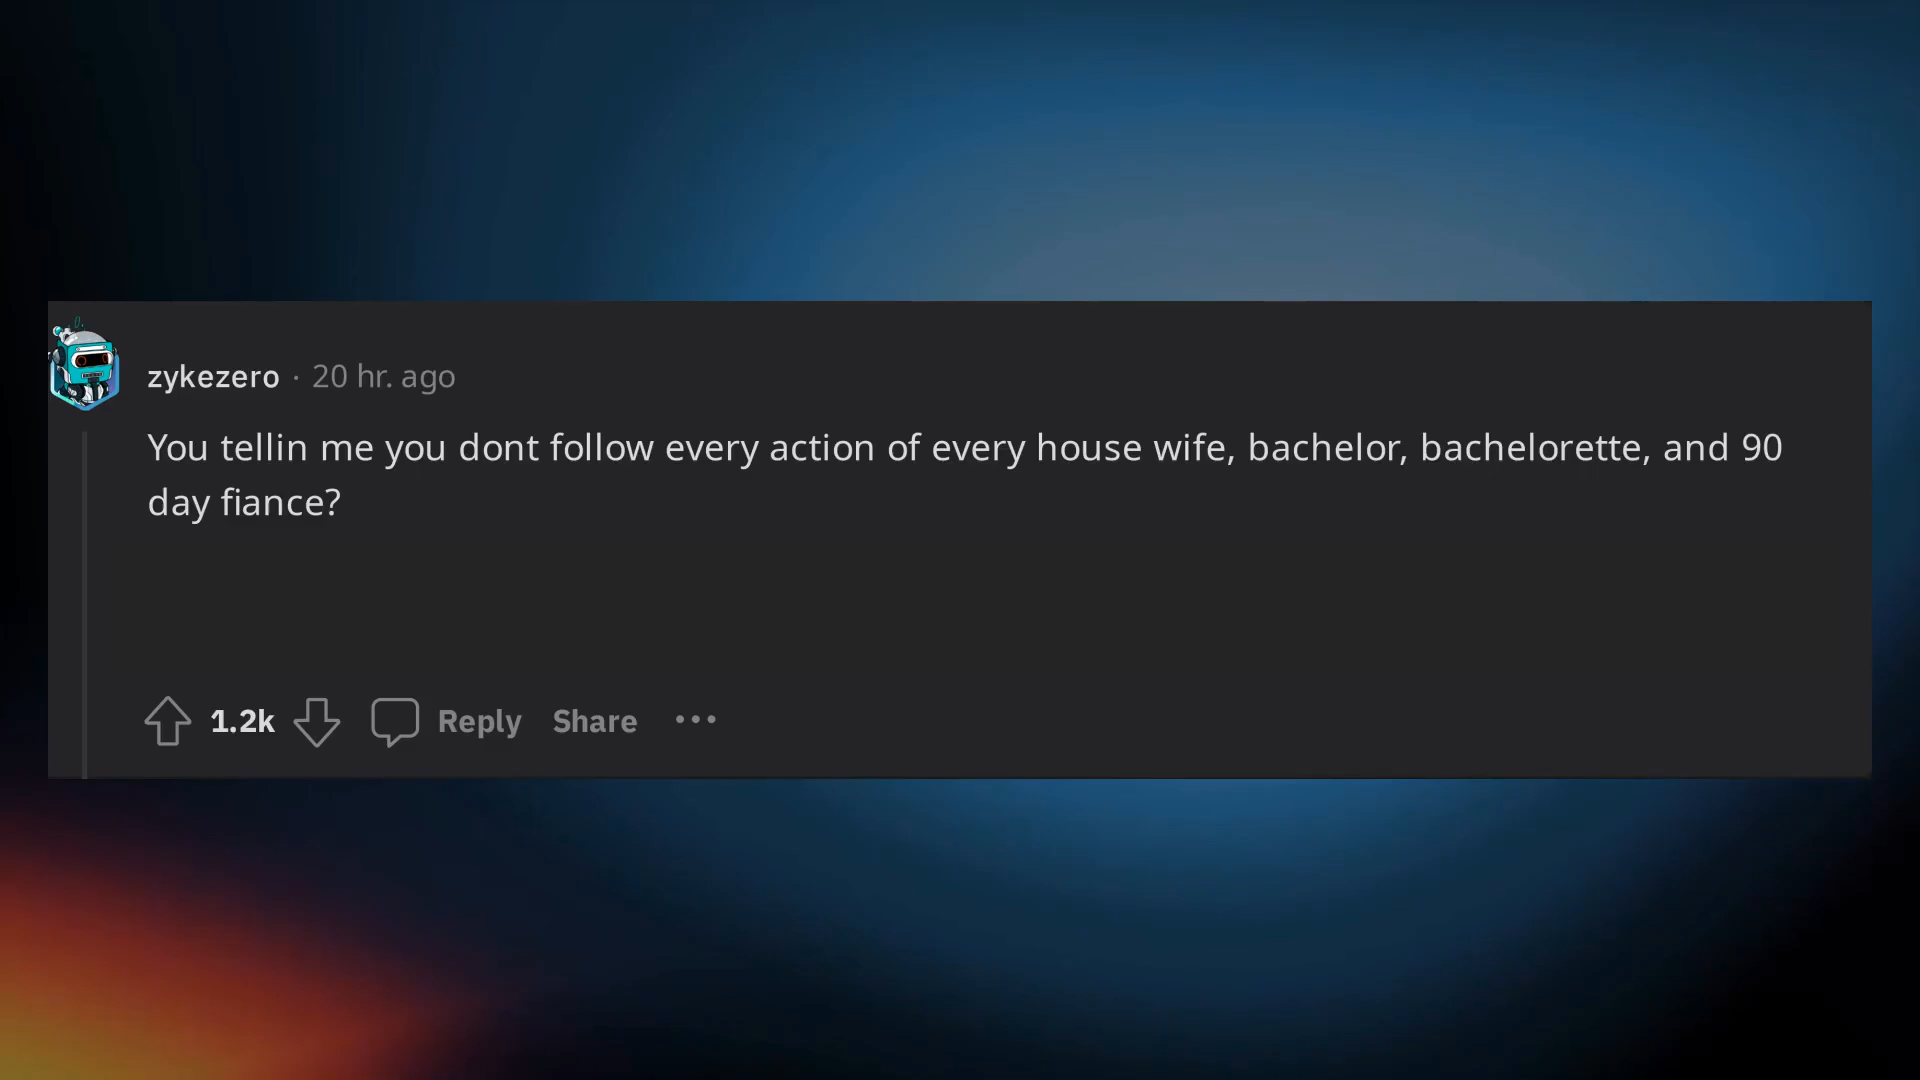 zykezero · 20 hr. ago
You tellin me you dont follow every action of every house wife, bachelor, bachelorette, and 90
day fiance?
1.2k Reply Share ···